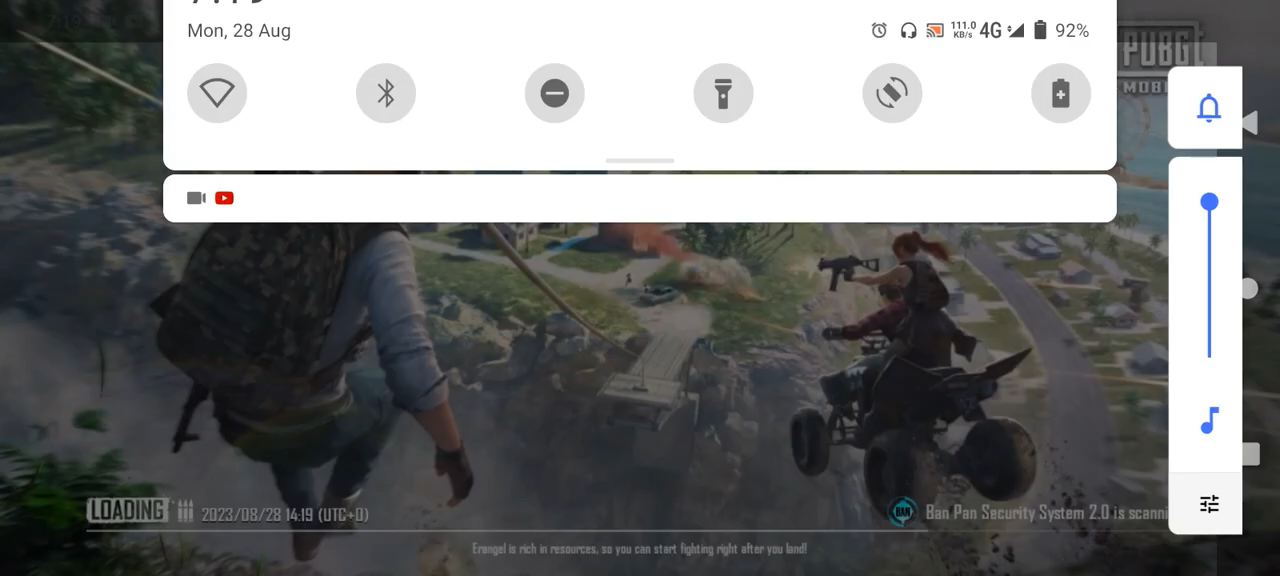 Mon, 28 Aug
111.0
KB/s
4G
92%
PUBG
MOBI
LOADING
2023/08/28 14:19 (UTC+0)
BAN
Ban Pan Security System 2.0 is scanni
Erangel is rich in resources, so you can start fighting right after you land!